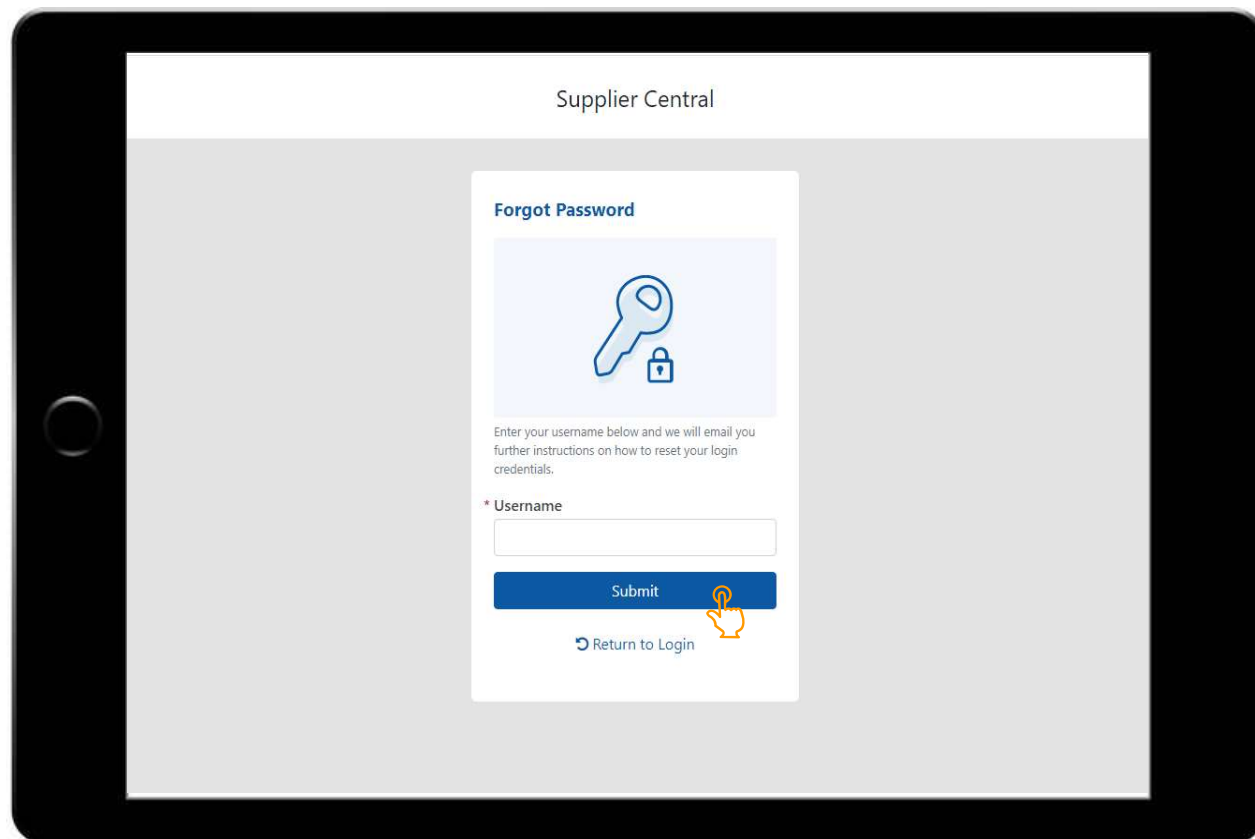 Supplier Central
Forgot Password
Enter your username below and we will email you
further instructions on how to reset your login
credentials.
* Username
Submit
Return to Login